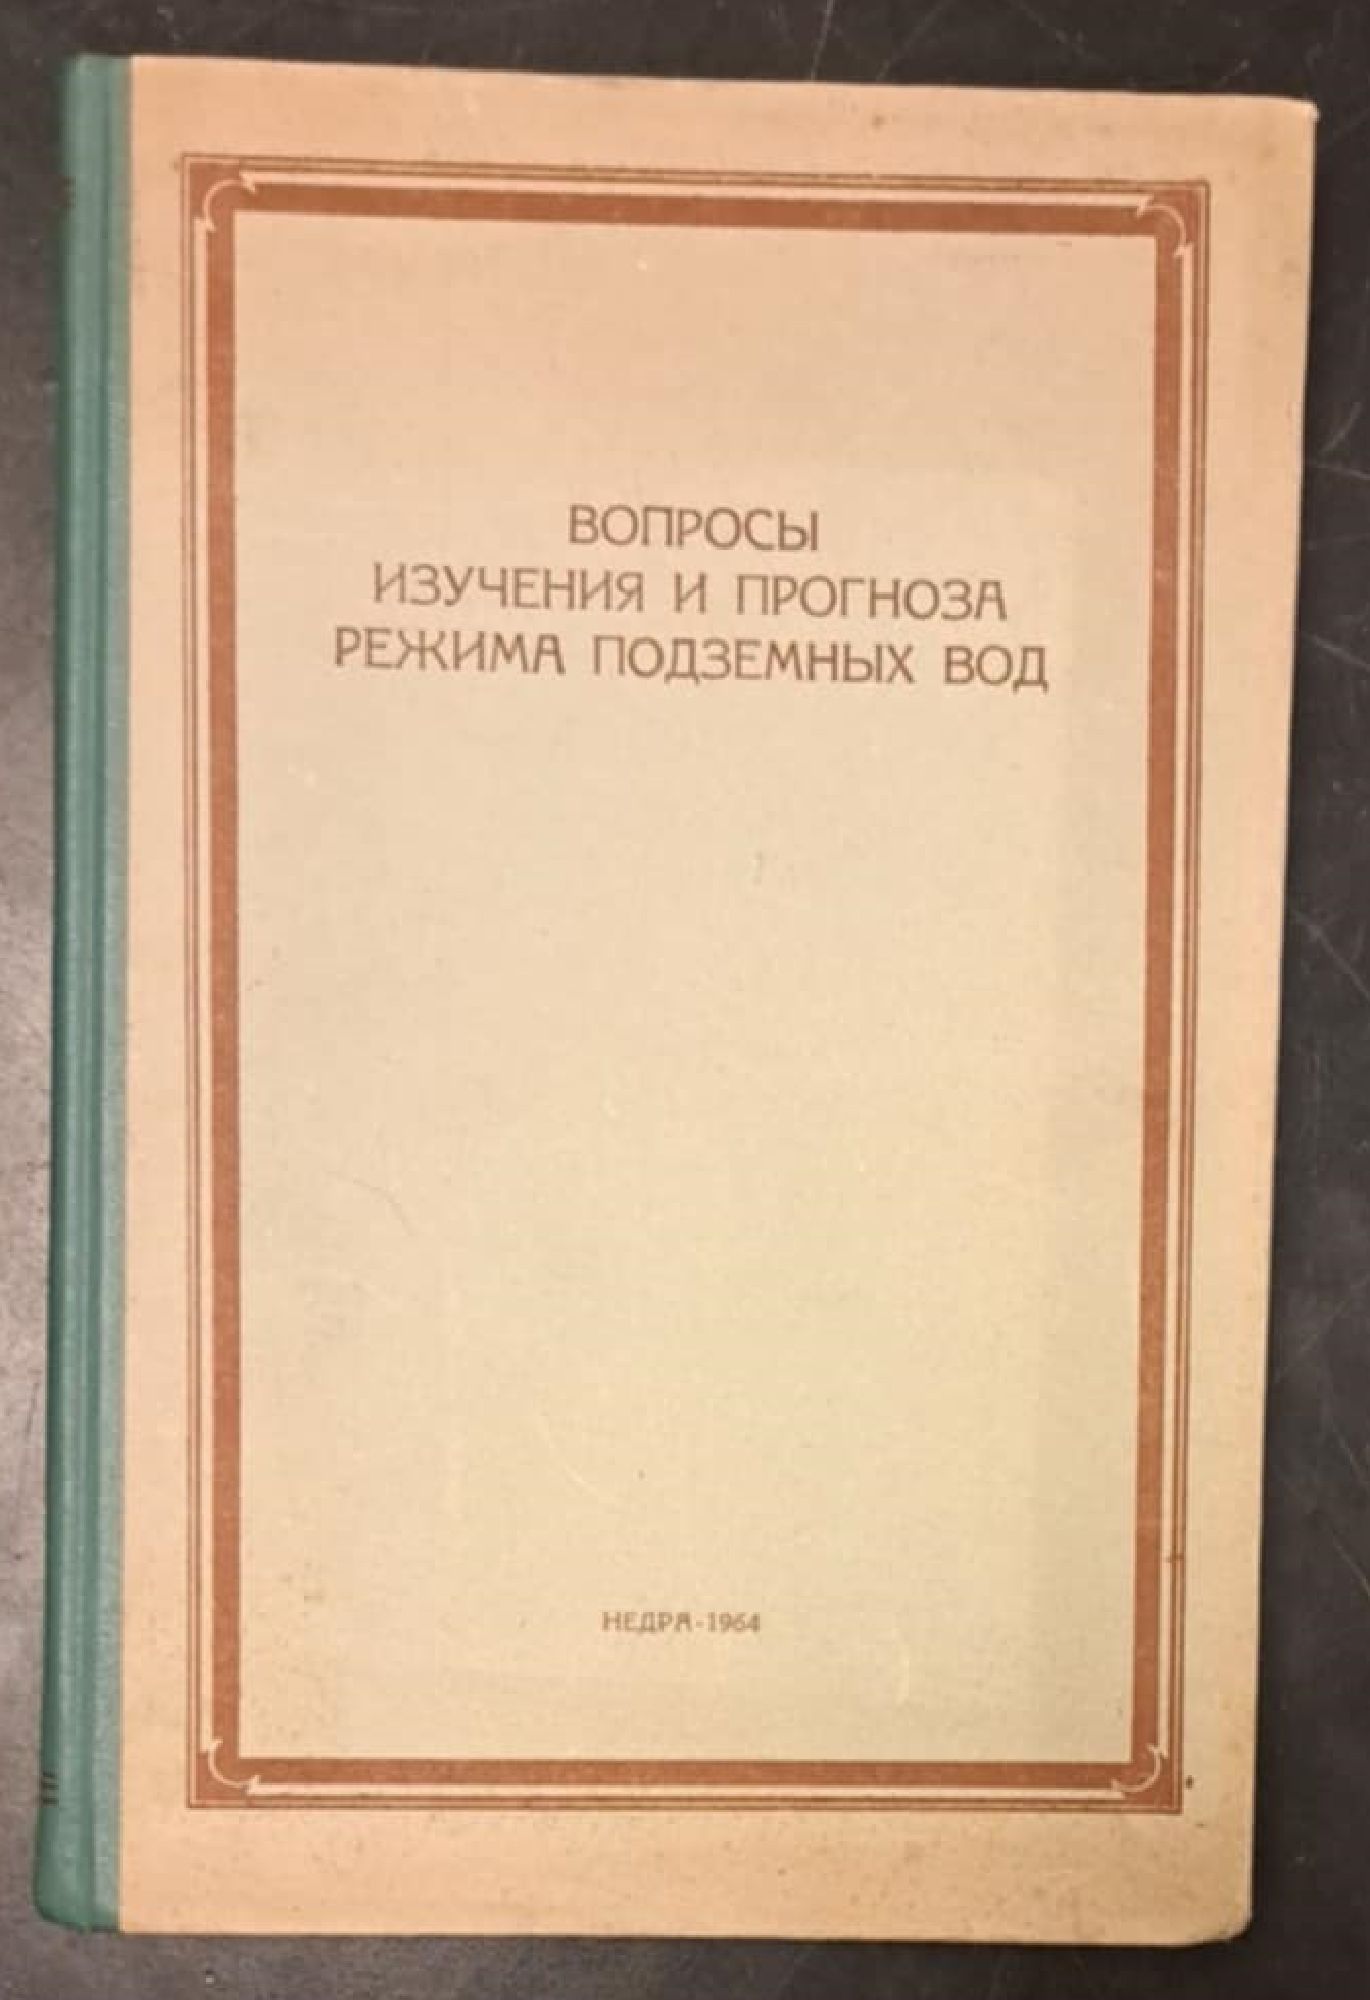 ВОПРОСЫ
ИЗУЧЕНИЯ И ПРОГНОЗА
РЕЖИМА ПОДЗЕМНЫХ ВОД
НЕДРА-1964